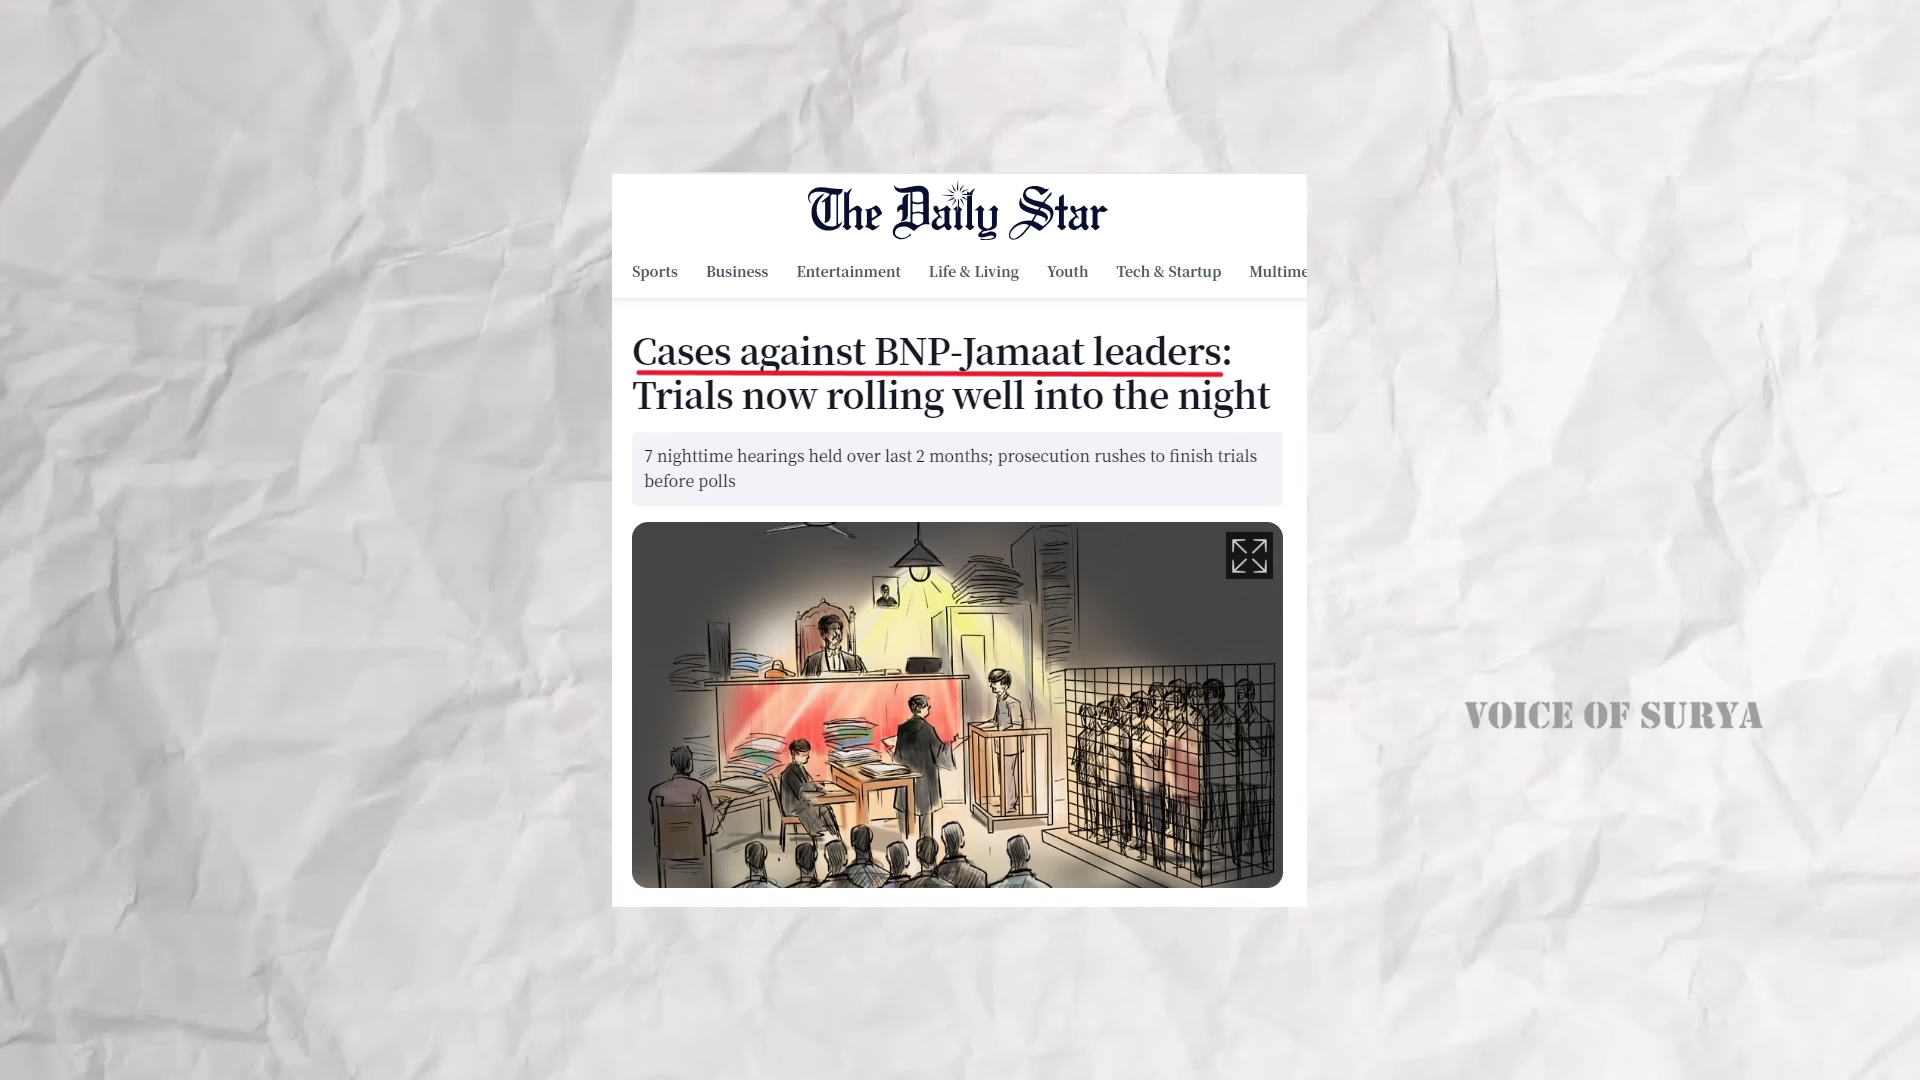 The Daily Star
Sports Business Entertainment Life & Living Youth Tech & Startup Multime
Cases against BNP-Jamaat leaders:
Trials now rolling well into the night
7 nighttime hearings held over last 2 months; prosecution rushes to finish trials
before polls
VOICE OF SURYA